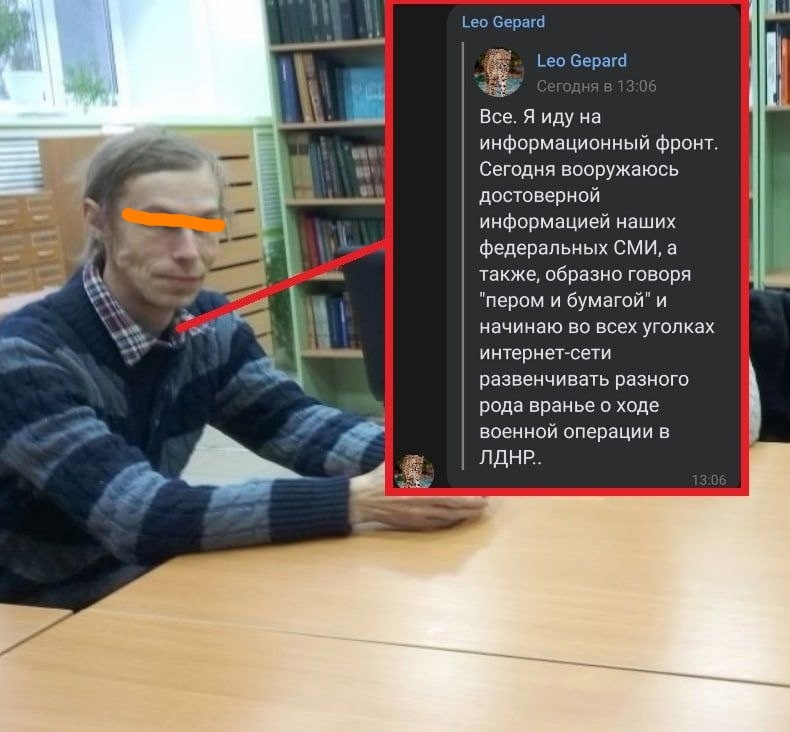 Leo Gepard
Leo Gepard
Сегодня в 13:06
Все. Я иду на
информационный фронт.
Сегодня вооружаюсь
достоверной
информацией наших
федеральных СМИ, а
также, образно говоря
"пером и бумагой" и
начинаю во всех уголках
интернет-сети
развенчивать разного
рода вранье о ходе
военной операции в
ЛДНР..
13:06